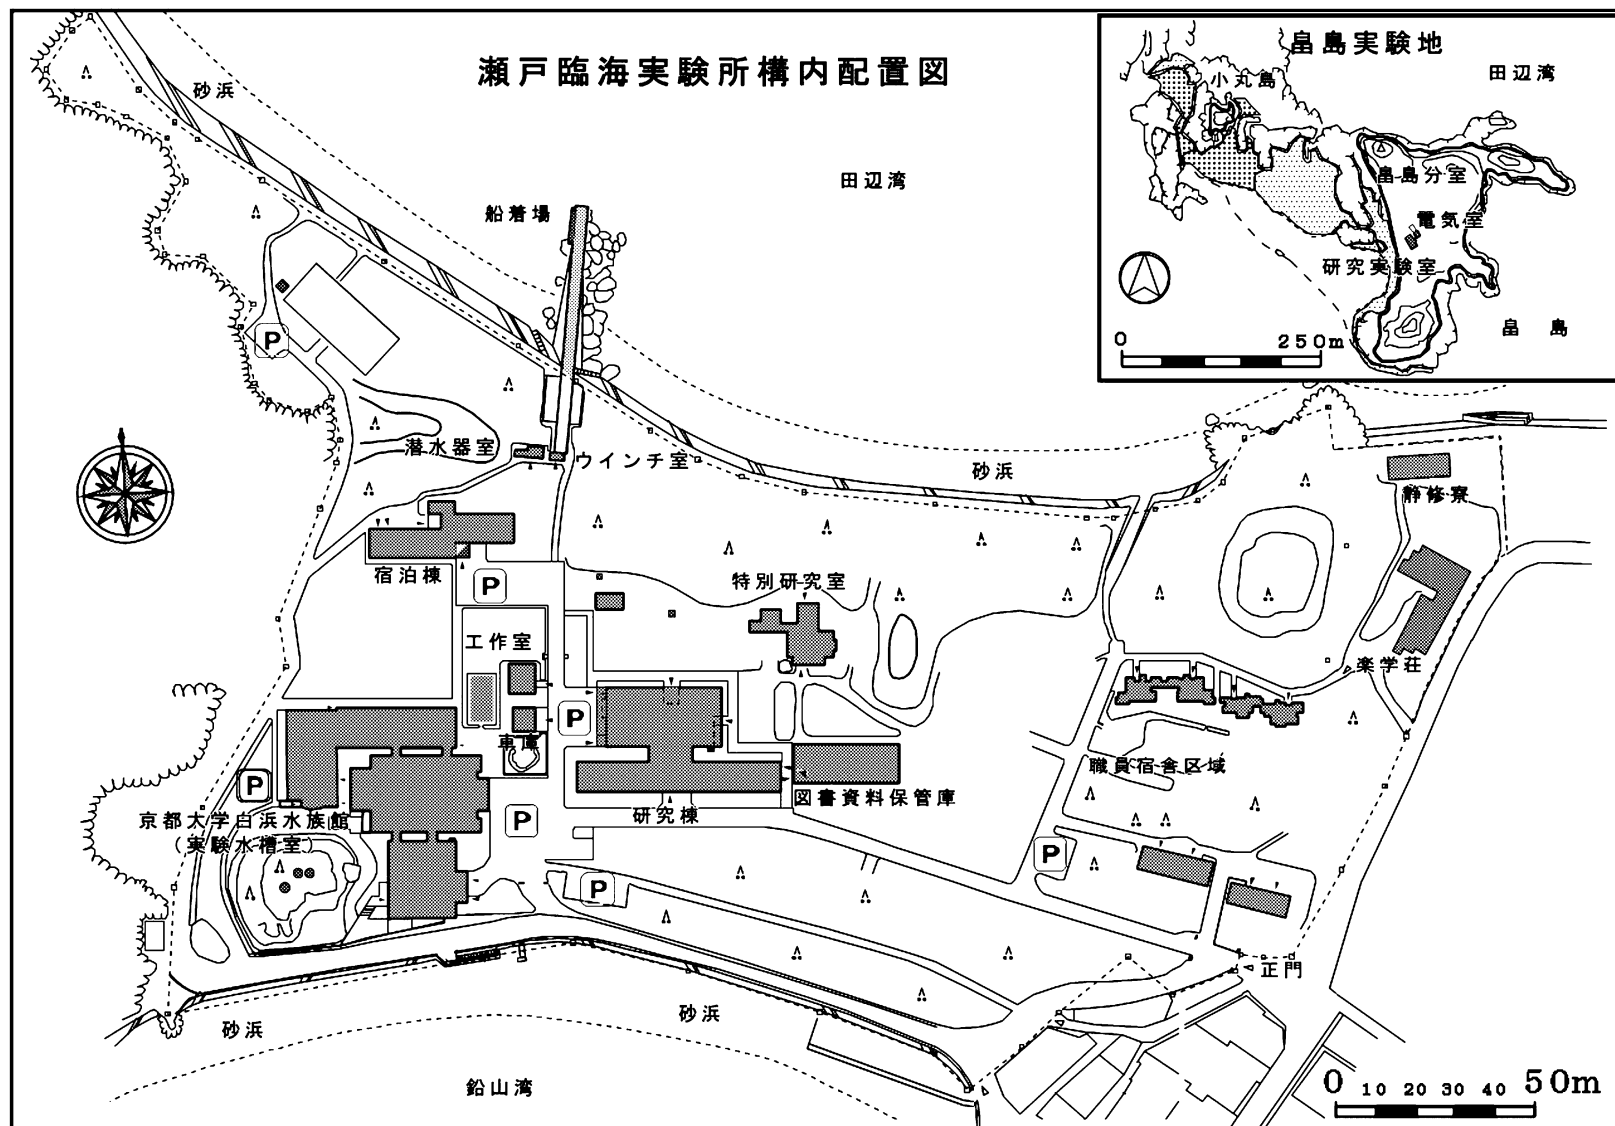 瀬戸臨海実験所構内配置図
畠島実験地
砂浜
小丸島
田辺湾
田辺湾
畠島分室
船着場
電気室
研究実験室
畠島
0 250m
P
潜水器室
ウインチ室
砂浜
静修寮
宿泊棟
P
特別研究室
工作室
楽学荘
P
車庫
職員宿舎区域
P
図書資料保管庫
研究棟
京都大学白浜水族館
(実験水槽室)
P
P
P
正門
砂浜
砂浜
鉛山湾
0 10 20 30 40 50m